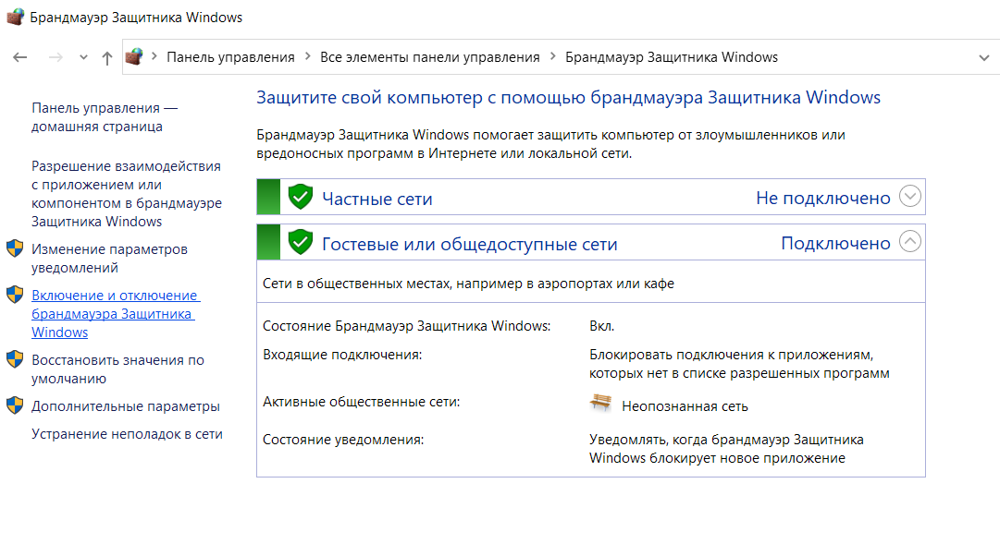 Брандмауэр Защитника Windows
Панель управления
Все элементы панели управления
Брандмауэр Защитника Windows
Панель управления —
домашняя страница
Разрешение взаимодействия
с приложением или
компонентом в брандмауэре
Защитника Windows
Изменение параметров
уведомлений
Включение и отключение
брандмауэра Защитника
Windows
Восстановить значения по
умолчанию
Дополнительные параметры
Устранение неполадок в сети
Защитите свой компьютер с помощью брандмауэра Защитника Windows
Брандмауэр Защитника Windows помогает защитить компьютер от злоумышленников или
вредоносных программ в Интернете или локальной сети.
Частные сети
Не подключено
Гостевые или общедоступные сети
Подключено
Сети в общественных местах, например в аэропортах или кафе
Состояние Брандмауэр Защитника Windows:
Вкл.
Входящие подключения:
Блокировать подключения к приложениям,
которых нет в списке разрешенных программ
Активные общественные сети:
Неопознанная сеть
Состояние уведомления:
Уведомлять, когда брандмауэр Защитника
Windows блокирует новое приложение